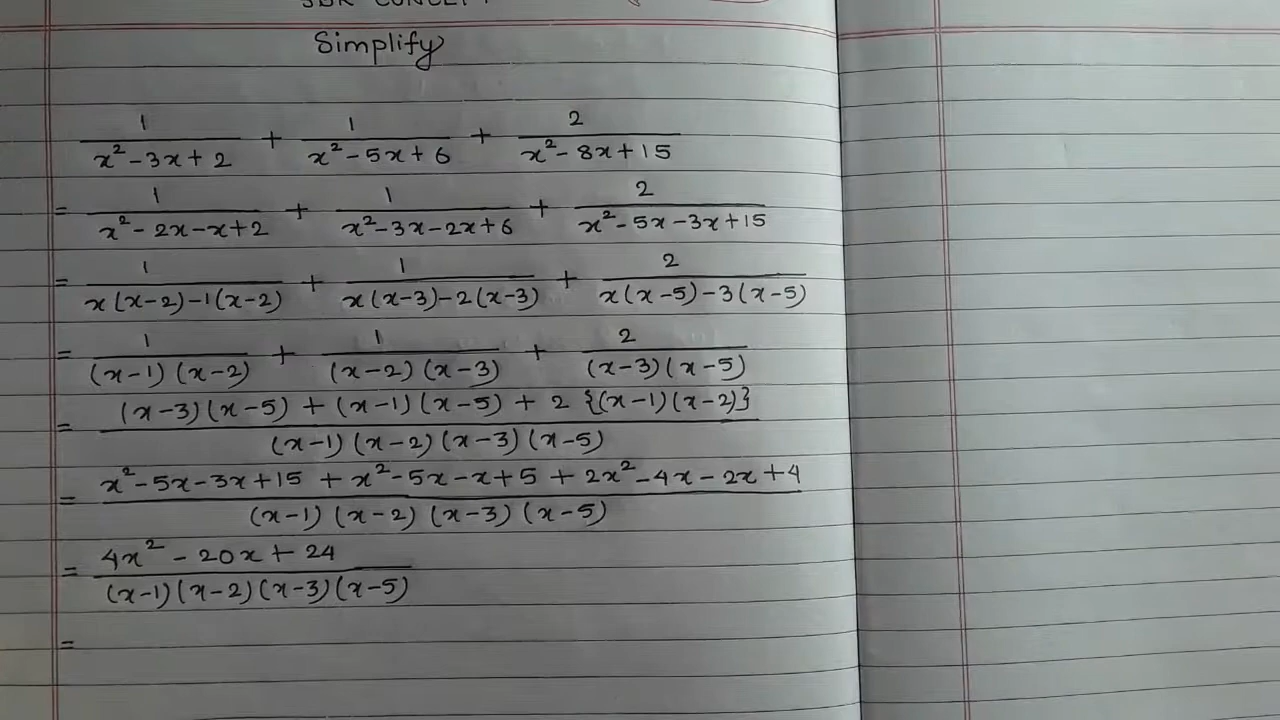 Simplify
1/(x² - 3x + 2) + 1/(x² - 5x + 6) + 2/(x² - 8x + 15)
= 1/(x² - 2x - x + 2) + 1/(x² - 3x - 2x + 6) + 2/(x² - 5x - 3x + 15)
= 1/(x(x-2) - 1(x-2)) + 1/(x(x-3) - 2(x-3)) + 2/(x(x-5) - 3(x-5))
= 1/((x-1)(x-2)) + 1/((x-2)(x-3)) + 2/((x-3)(x-5))
= ((x-3)(x-5) + (x-1)(x-5) + 2{(x-1)(x-2)})/((x-1)(x-2)(x-3)(x-5))
= (x² - 5x - 3x + 15 + x² - 5x - x + 5 + 2x² - 4x - 2x + 4)/((x-1)(x-2)(x-3)(x-5))
= (4x² - 20x + 24)/((x-1)(x-2)(x-3)(x-5))
=